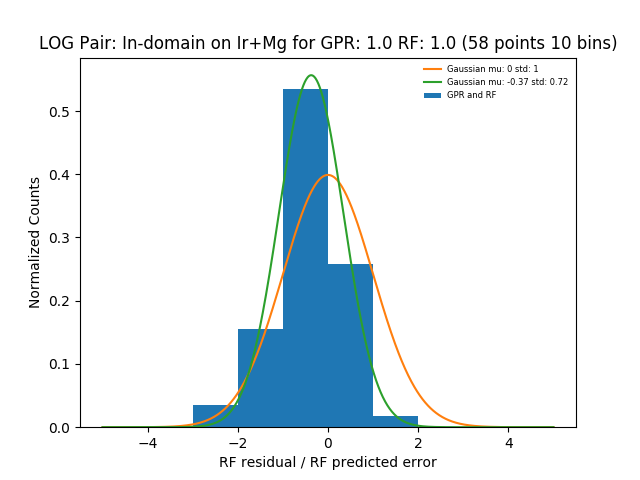 LOG Pair: In-domain on Ir+Mg for GPR: 1.0 RF: 1.0 (58 points 10 bins)
Gaussian mu: 0 std: 1
Gaussian mu: -0.37 std: 0.72
GPR and RF
Normalized Counts
0.5
0.4
0.3
0.2
0.1
0.0
−4 −2 0 2 4
RF residual / RF predicted error